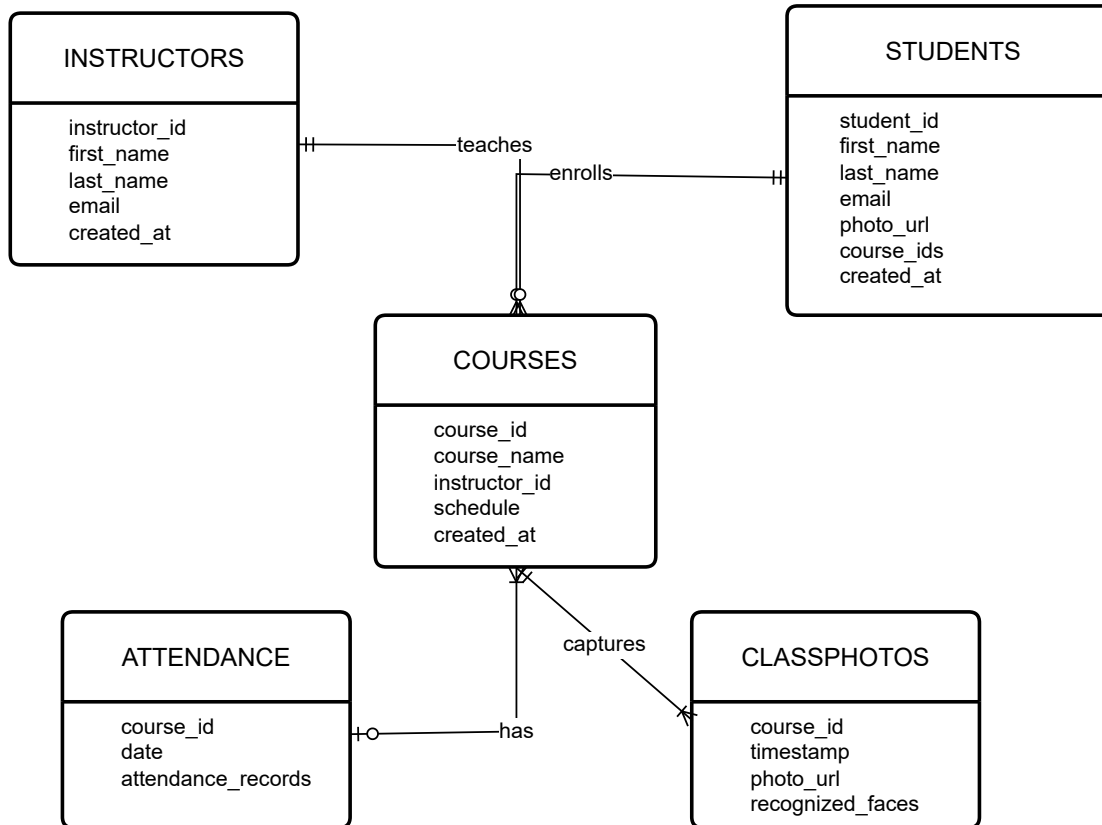 INSTRUCTORS
instructor_id
first_name
last_name
email
created_at
teaches
enrolls
STUDENTS
student_id
first_name
last_name
email
photo_url
course_ids
created_at
COURSES
course_id
course_name
instructor_id
schedule
created_at
captures
has
ATTENDANCE
course_id
date
attendance_records
CLASSPHOTOS
course_id
timestamp
photo_url
recognized_faces